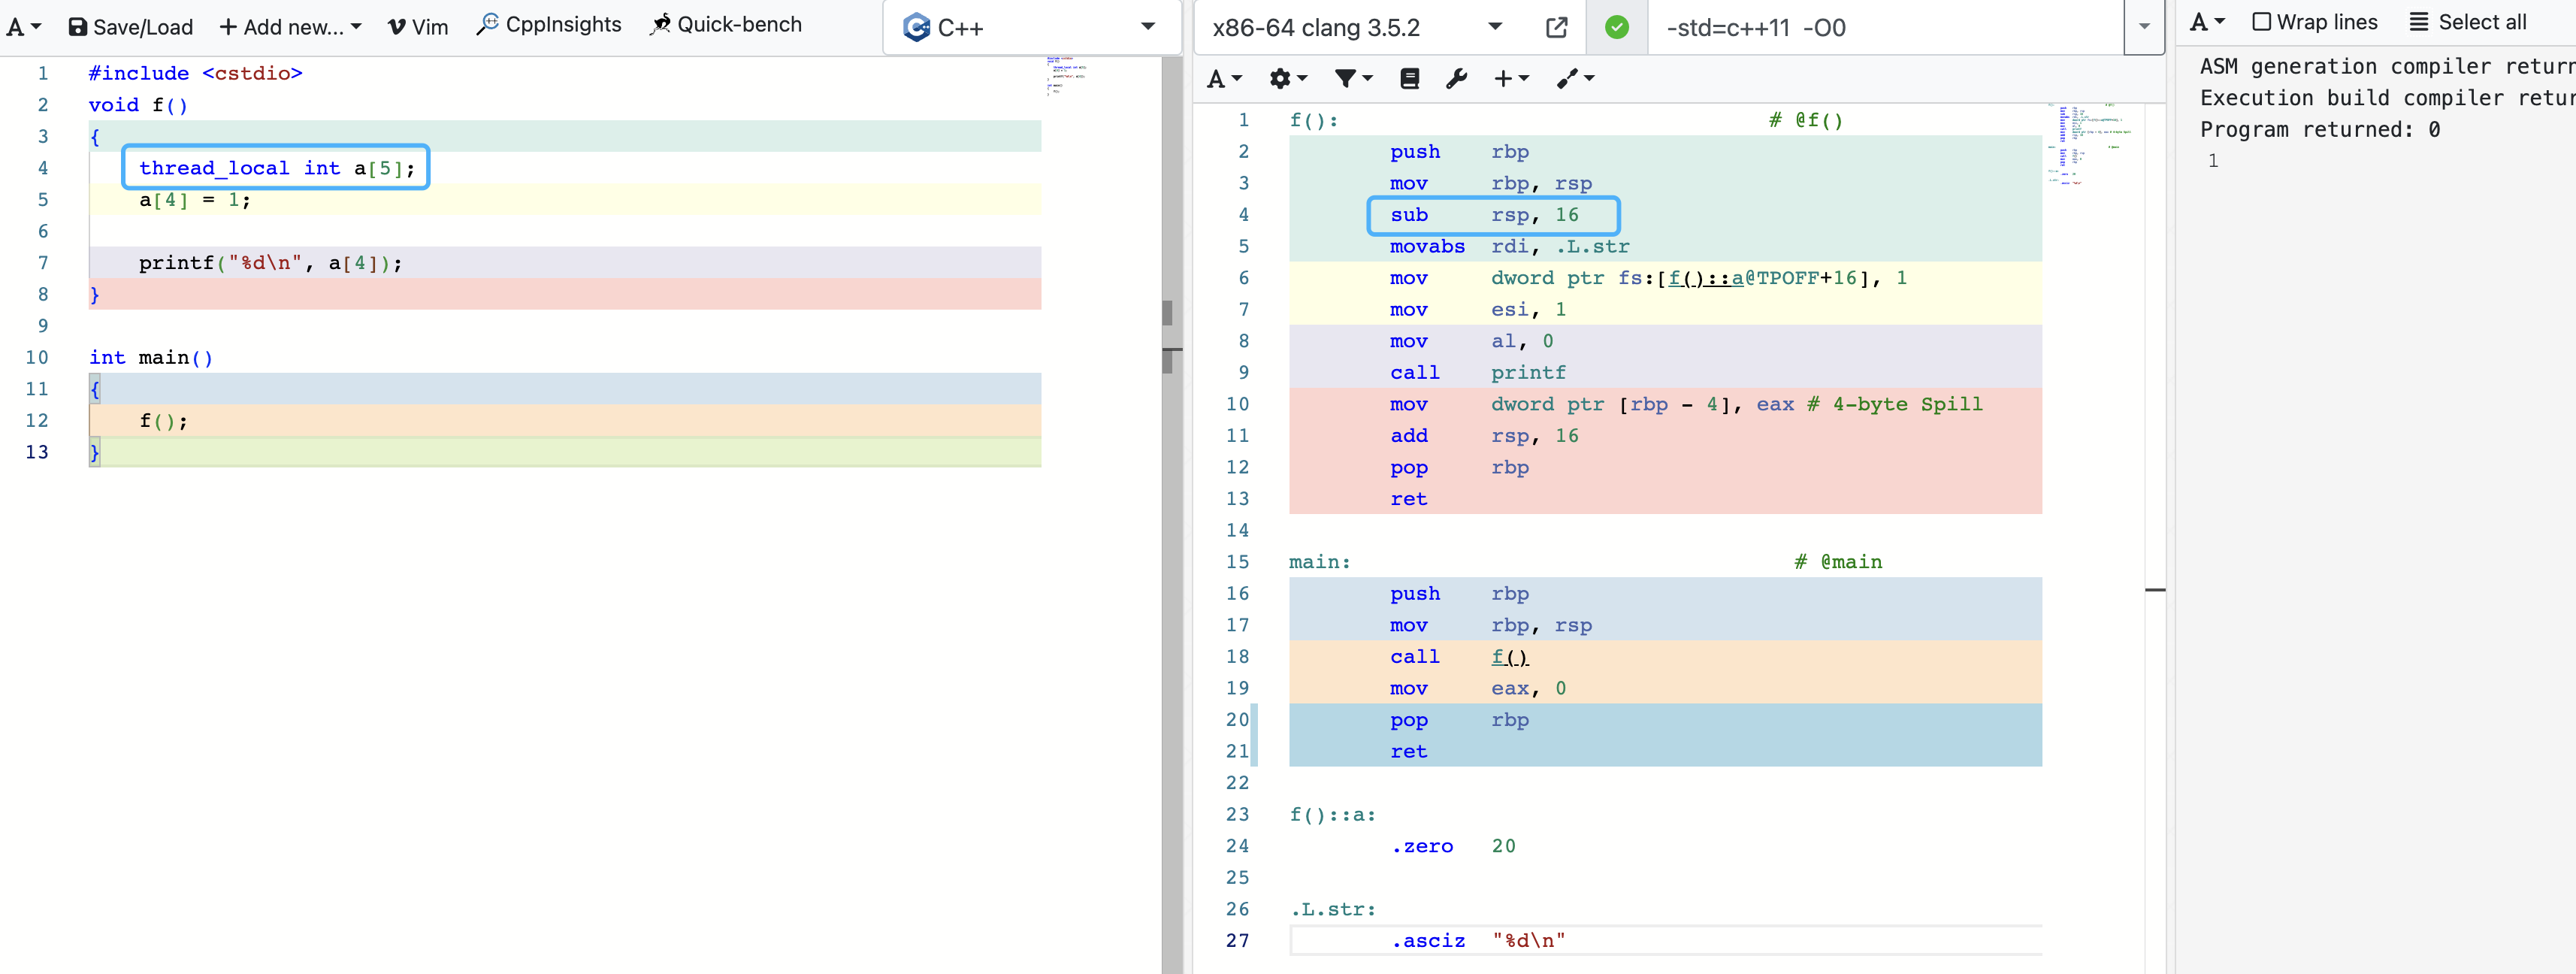 A Save/Load + Add new... Vim CppInsights Quick-bench C++
1 #include <cstdio>
2 void f()
3 {
4 thread_local int a[5];
5 a[4] = 1;
6
7 printf("%d\n", a[4]);
8 }
9
10 int main()
11 {
12 f();
13 }
x86-64 clang 3.5.2 -std=c++11 -O0
A
1 f(): # @f()
2 push rbp
3 mov rbp, rsp
4 sub rsp, 16
5 movabs rdi, .L.str
6 mov dword ptr fs:[f()::a@TPOFF+16], 1
7 mov esi, 1
8 mov al, 0
9 call printf
10 mov dword ptr [rbp - 4], eax # 4-byte Spill
11 add rsp, 16
12 pop rbp
13 ret
14
15 main: # @main
16 push rbp
17 mov rbp, rsp
18 call f()
19 mov eax, 0
20 pop rbp
21 ret
22
23 f()::a:
24 .zero 20
25
26 .L.str:
27 .asciz "%d\n"
A Wrap lines Select all
ASM generation compiler return
Execution build compiler retur
Program returned: 0
1